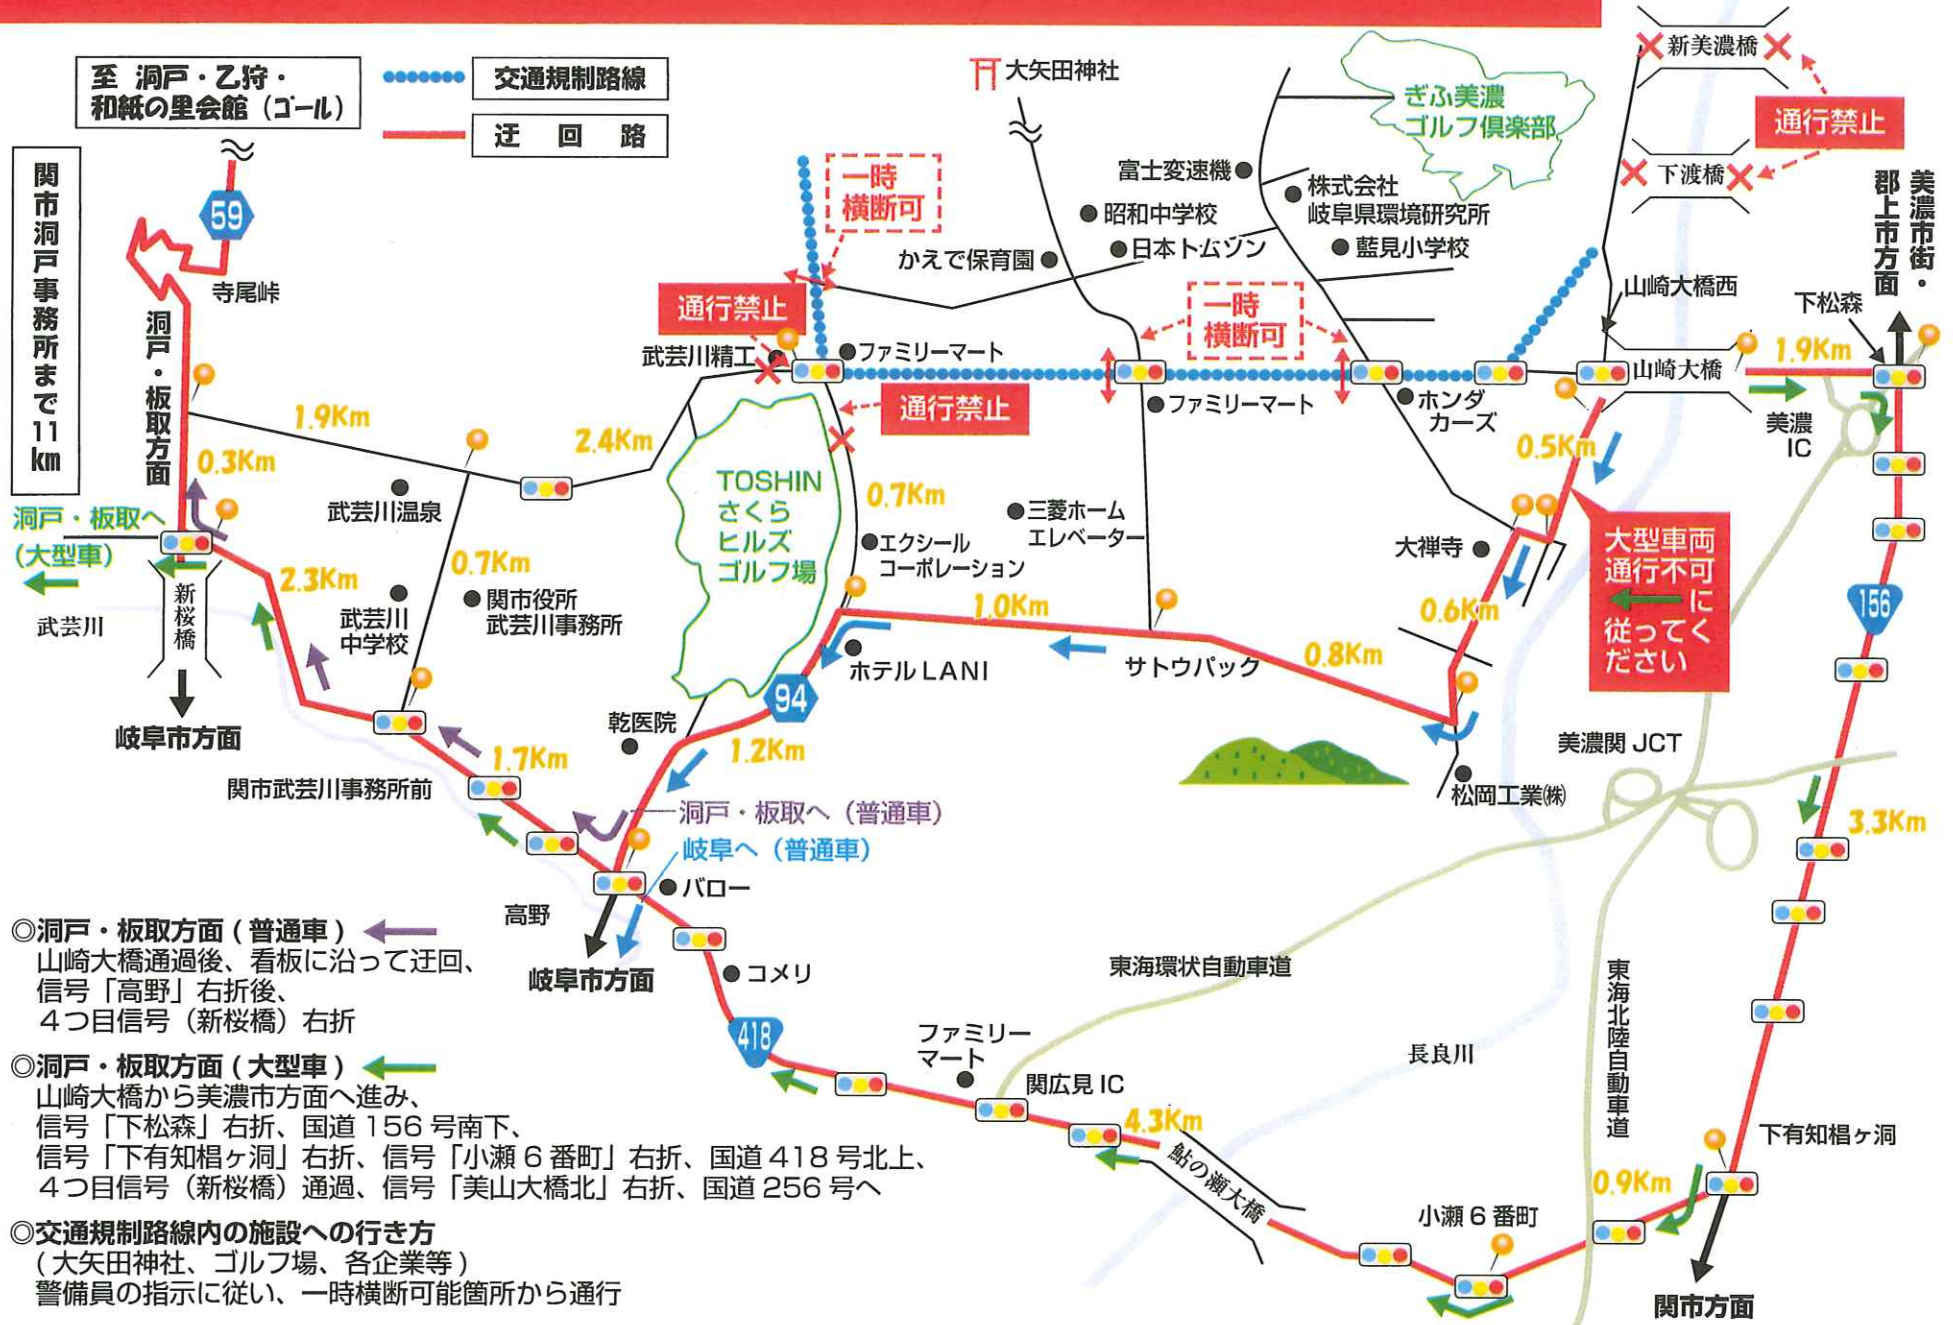 至 洞戸・乙狩・
和紙の里会館（ゴール）
交通規制路線
迂回路
関市洞戸事務所まで11km
59
寺尾峠
洞戸・板取方面
大矢田神社
ぎふ美濃
ゴルフ倶楽部
新美濃橋
通行禁止
下渡橋
美濃市街・
郡上市方面
一時
横断可
富士変速機
株式会社
岐阜県環境研究所
昭和中学校
日本トムソン
藍見小学校
かえで保育園
山崎大橋西
下松森
通行禁止
武芸川精工
ファミリーマート
一時
横断可
通行禁止
ファミリーマート
ホンダ
カーズ
山崎大橋
1.9Km
美濃
IC
1.9Km
2.4Km
0.3Km
0.5Km
0.7Km
武芸川温泉
TOSHIN
さくら
ヒルズ
ゴルフ場
三菱ホーム
エレベーター
エクシール
コーポレーション
大禅寺
大型車両
通行不可
に
従ってく
ださい
洞戸・板取へ
（大型車）
武芸川
新桜橋
岐阜市方面
2.3Km
0.7Km
武芸川
中学校
関市役所
武芸川事務所
1.0Km
0.6Km
156
ホテルLANI
サトウパック
0.8Km
94
乾医院
1.2Km
1.7Km
関市武芸川事務所前
美濃関JCT
松岡工業㈱
洞戸・板取へ（普通車）
岐阜へ（普通車）
3.3Km
バロー
高野
岐阜市方面
コメリ
東海環状自動車道
東海北陸自動車道
418
ファミリー
マート
関広見IC
長良川
4.3Km
鮎の瀬大橋
下有知椙ヶ洞
0.9Km
小瀬6番町
関市方面
◎洞戸・板取方面(普通車)
山崎大橋通過後、看板に沿って迂回、
信号「高野」右折後、
4つ目信号（新桜橋）右折
◎洞戸・板取方面(大型車)
山崎大橋から美濃市方面へ進み、
信号「下松森」右折、国道156号南下、
信号「下有知椙ヶ洞」右折、信号「小瀬6番町」右折、国道418号北上、
4つ目信号（新桜橋）通過、信号「美山大橋北」右折、国道256号へ
◎交通規制路線内の施設への行き方
(大矢田神社、ゴルフ場、各企業等)
警備員の指示に従い、一時横断可能箇所から通行